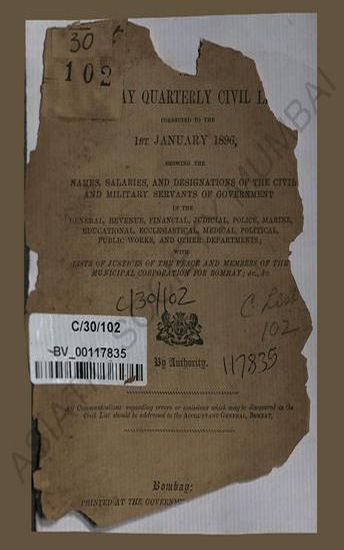 30
102
AY QUARTERLY CIVIL L
CORRECTED TO THE
1ST JANUARY 1896,
SHOWING THE
NAMES, SALARIES, AND DESIGNATIONS OF THE CIVIL
AND MILITARY SERVANTS OF GOVERNMENT
IN THE
GENERAL, REVENUE, FINANCIAL, JUDICIAL, POLICE, MARINE,
EDUCATIONAL, ECCLESIASTICAL, MEDICAL, POLITICAL,
PUBLIC WORKS, AND OTHER DEPARTMENTS;
WITH
LISTS OF JUSTICES OF THE PEACE AND MEMBERS OF THE
MUNICIPAL CORPORATION FOR BOMBAY; &c., &c.
C/30/102
C. List
102
C/30/102
BV_00117835
By Authority.
117835
All Communications regarding errors or omissions which may be discovered in the
Civil List should be addressed to the ACCOUNTANT GENERAL, BOMBAY.
Bombay:
PRINTED AT THE GOVERNM